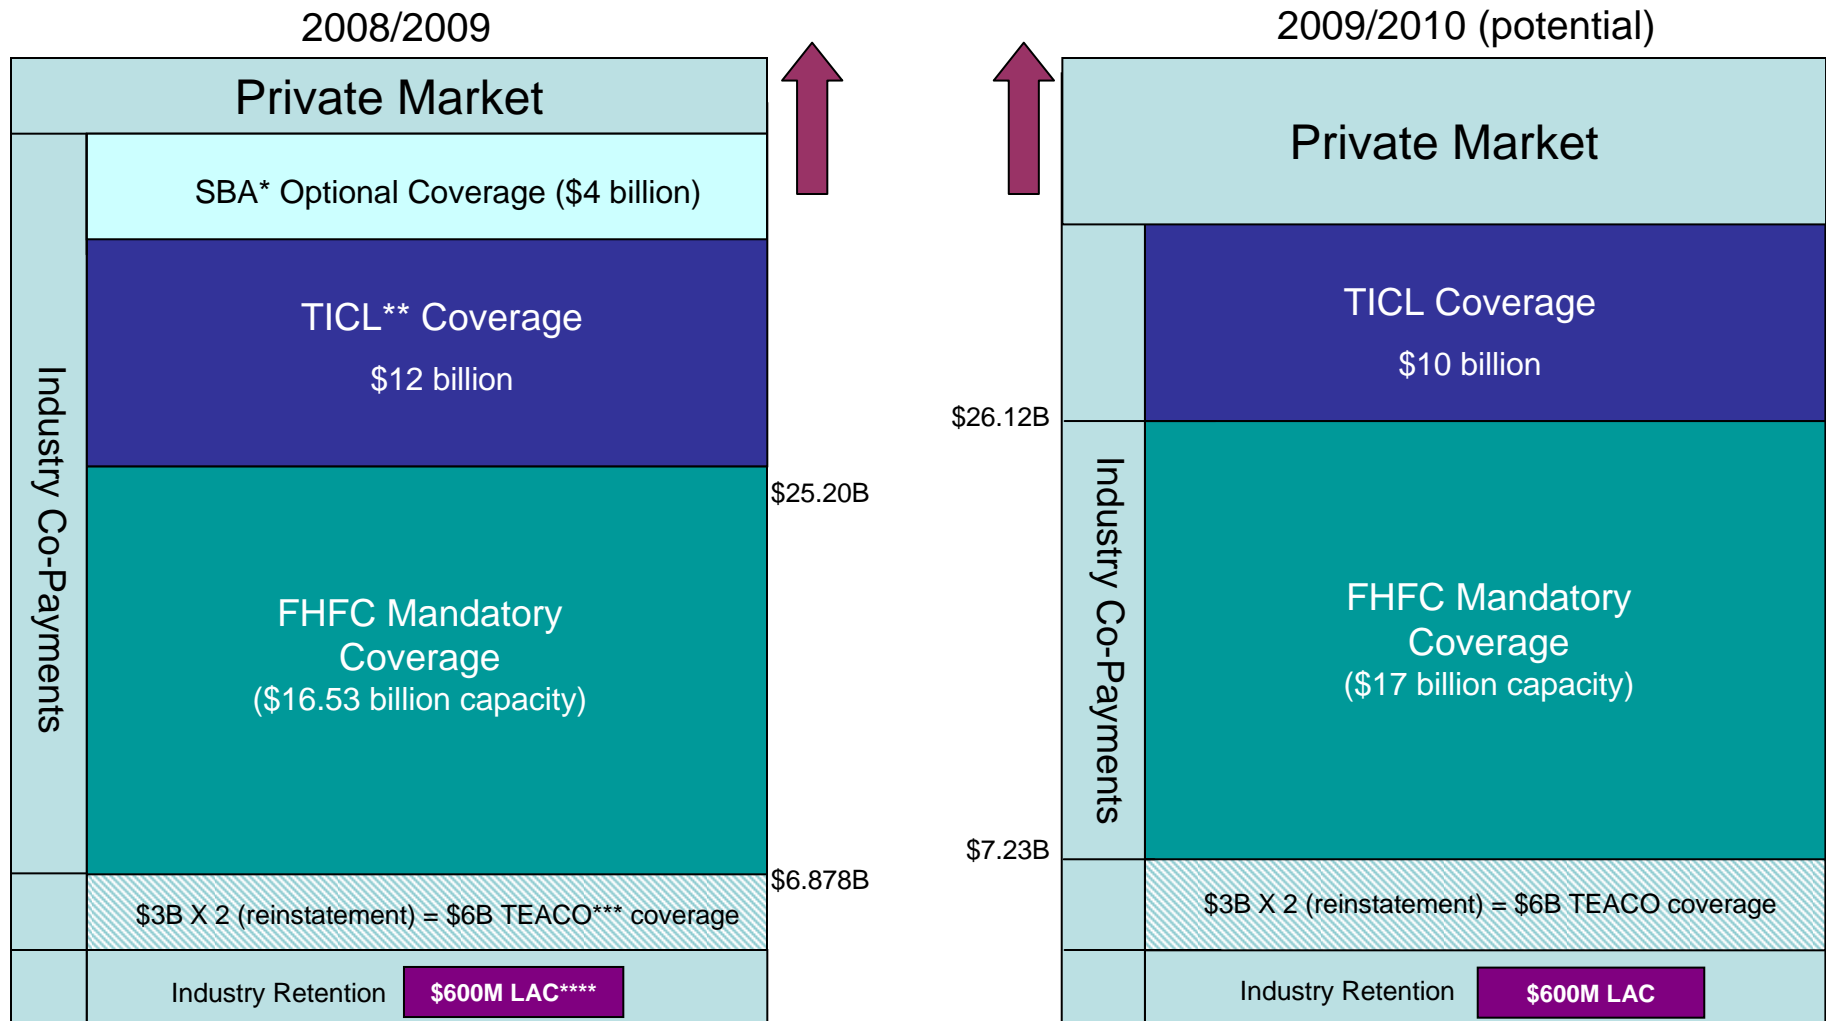 2008/2009
Private Market
SBA* Optional Coverage ($4 billion)
TICL** Coverage
$12 billion
Industry Co-Payments
$25.20B
FHFC Mandatory
Coverage
($16.53 billion capacity)
$6.878B
$3B X 2 (reinstatement) = $6B TEACO*** coverage
Industry Retention
$600M LAC****
2009/2010 (potential)
Private Market
TICL Coverage
$10 billion
$26.12B
Industry Co-Payments
FHFC Mandatory
Coverage
($17 billion capacity)
$7.23B
$3B X 2 (reinstatement) = $6B TEACO coverage
Industry Retention
$600M LAC